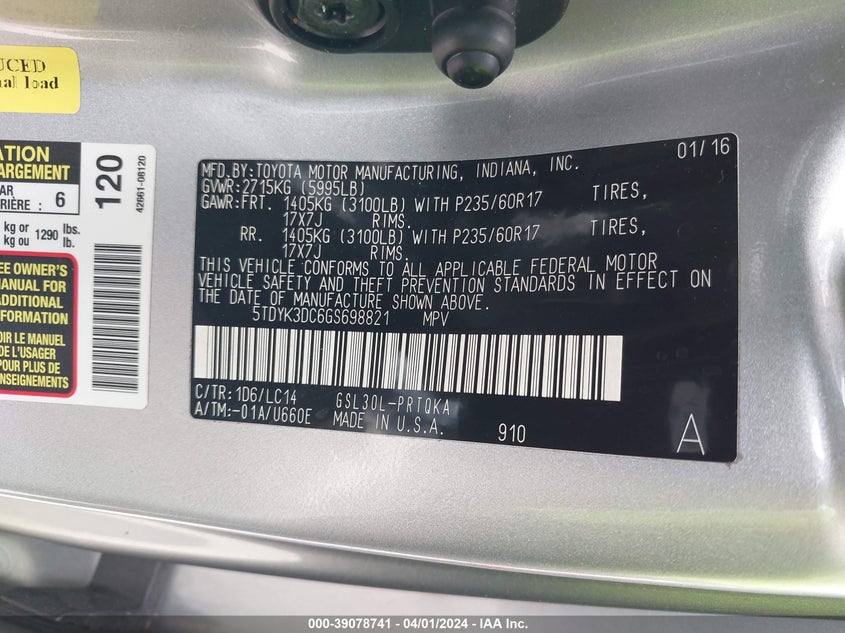 UCED
nal load
ATION
ARGEMENT
AR
RIÈRE : 6
kg or 1290 lbs.
kg ou lb.
EE OWNER'S
MANUAL FOR
ADDITIONAL
FORMATION
OIR LE MANUEL
DE L'USAGER
POUR PLUS DE
ENSEIGNEMENTS
120
42661-08120
MFD.BY:TOYOTA MOTOR MANUFACTURING, INDIANA, INC. 01/16
GVWR:2715KG (5995LB)
GAWR:FRT. 1405KG (3100LB) WITH P235/60R17 TIRES,
17X7J RIMS.
RR. 1405KG (3100LB) WITH P235/60R17 TIRES,
17X7J RIMS.
THIS VEHICLE CONFORMS TO ALL APPLICABLE FEDERAL MOTOR
VEHICLE SAFETY AND THEFT PREVENTION STANDARDS IN EFFECT ON
THE DATE OF MANUFACTURE SHOWN ABOVE.
5TDYK3DC6GS698821 MPV
C/TR:1D6/LC14 GSL30L-PRTQKA
A/TM:-01A/U660E MADE IN U.S.A. 910 A
000-39078741 - 04/01/2024 - IAA Inc.